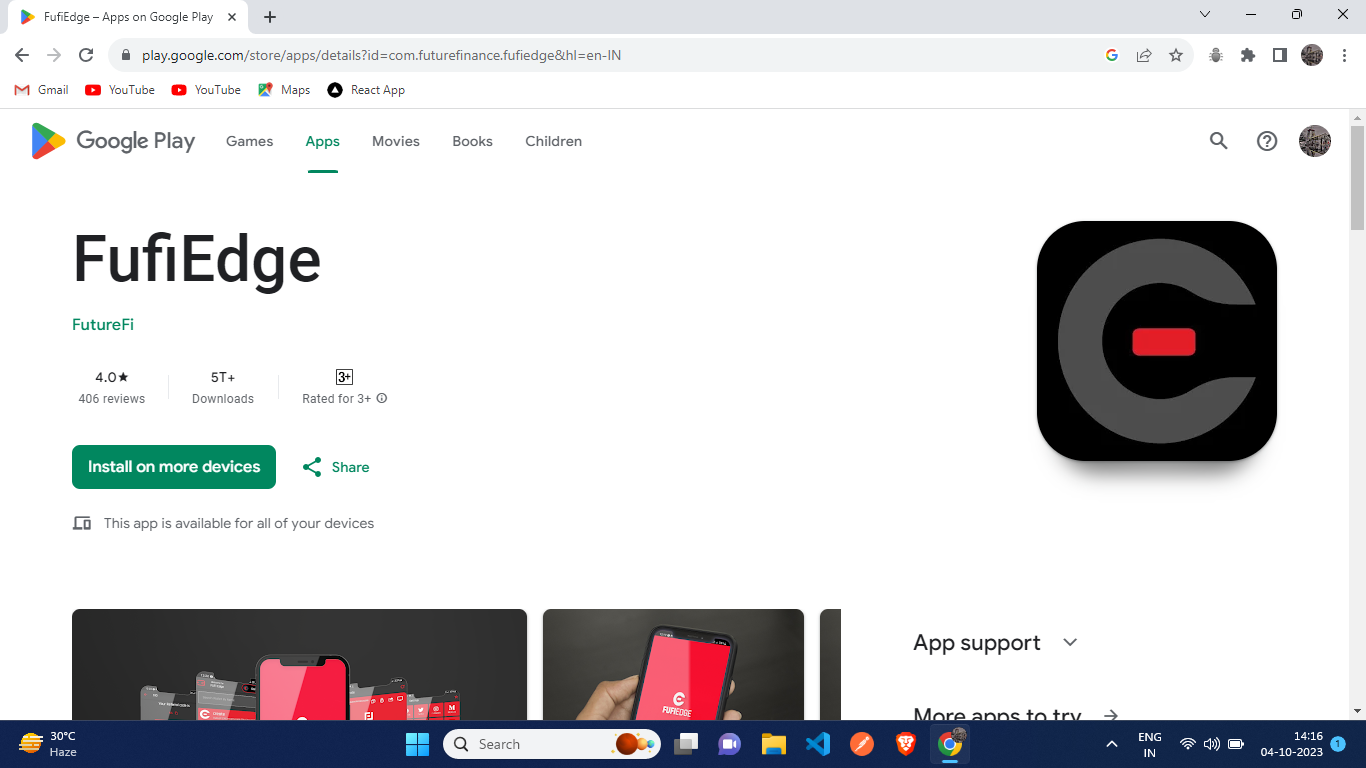 FufiEdge – Apps on Google Play
play.google.com/store/apps/details?id=com.futurefinance.fufiedge&hl=en-IN
Gmail YouTube YouTube Maps React App
Google Play Games Apps Movies Books Children
FufiEdge
FutureFi
4.0★ 5T+ 3+
406 reviews Downloads Rated for 3+
Install on more devices Share
This app is available for all of your devices
App support
FUFIEDGE
More apps to try
30°C
Haze
Search
ENG
IN
14:16
04-10-2023
1